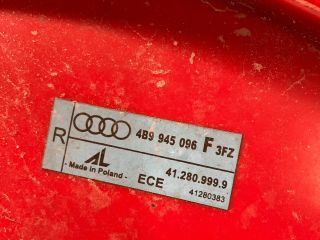 R
4B9 945 096 F 3FZ
AL
- Made in Poland -
ECE
41.280.999.9
41280383